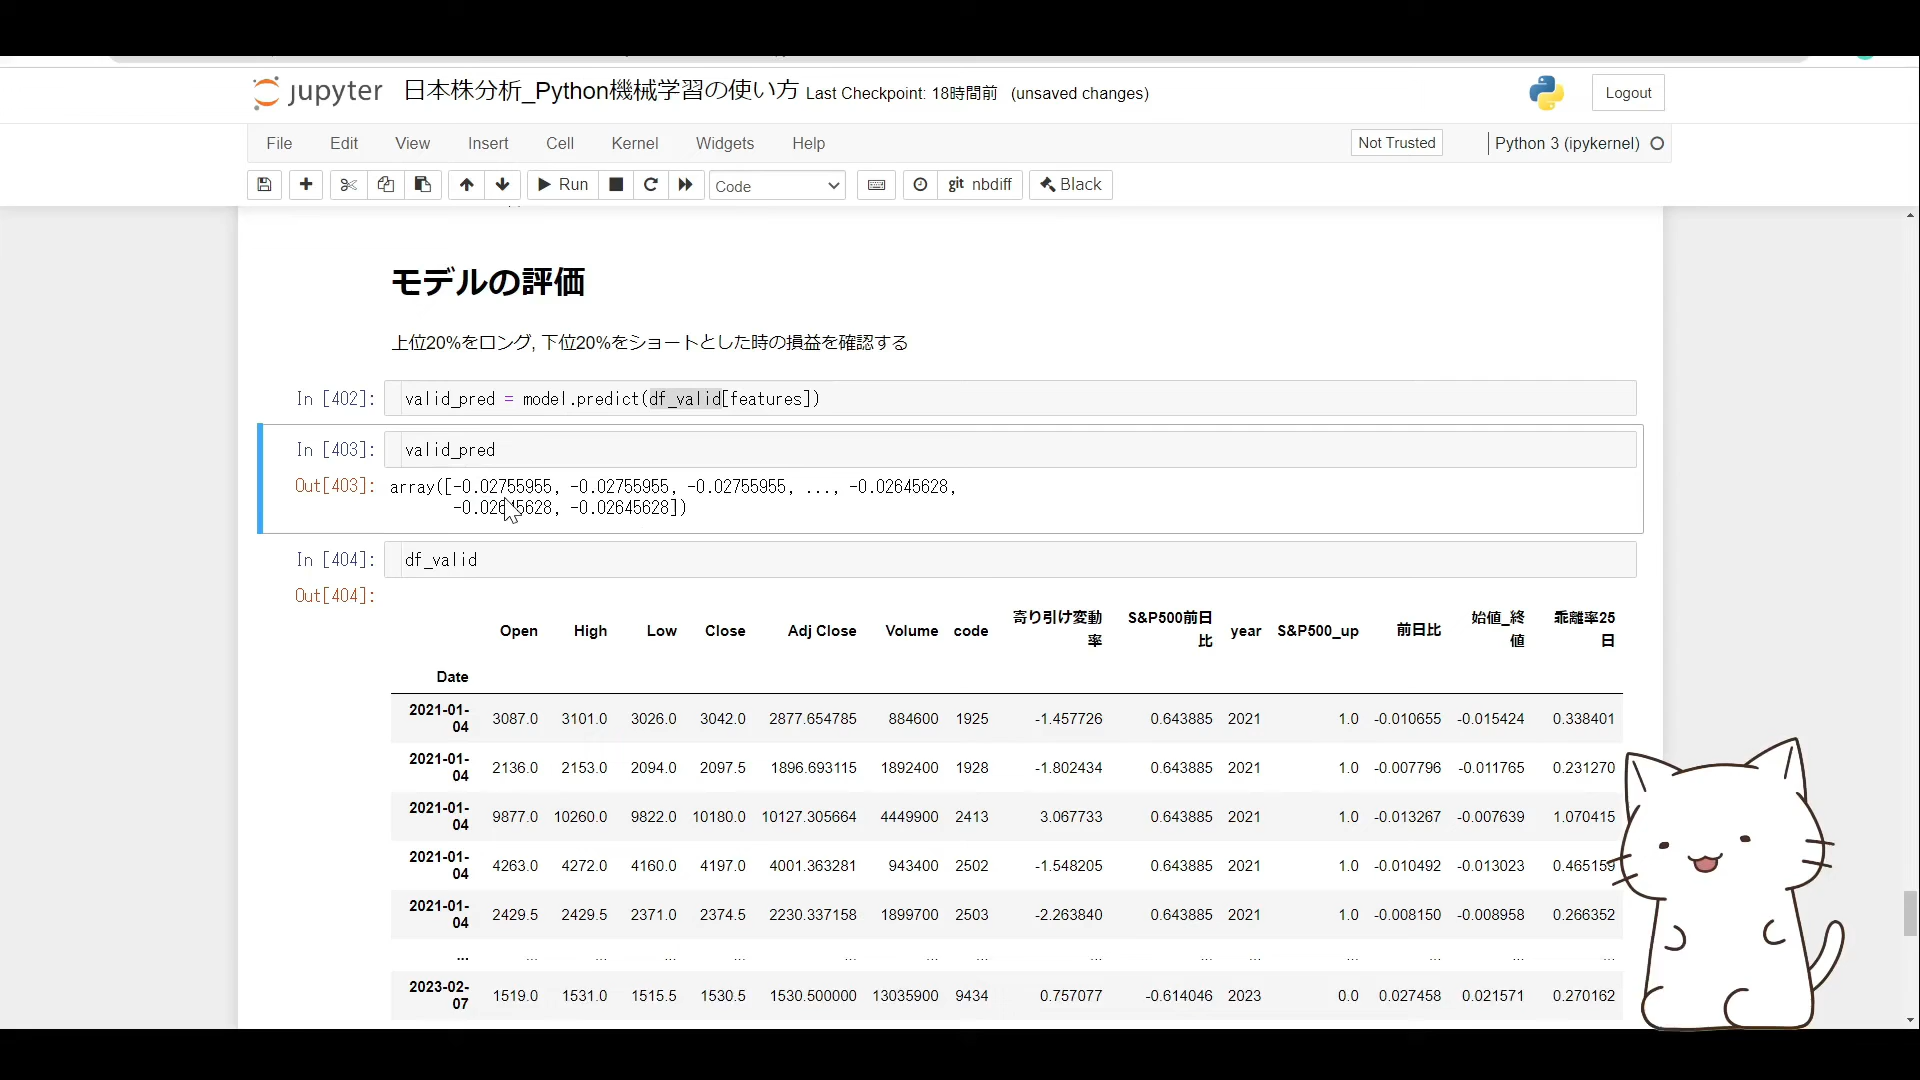 jupyter 日本株分析_Python機械学習の使い方 Last Checkpoint: 18時間前 (unsaved changes) Logout
File Edit View Insert Cell Kernel Widgets Help Not Trusted Python 3 (ipykernel)
Run Code git nbdiff Black
モデルの評価
上位20%をロング, 下位20%をショートとした時の損益を確認する
In [402]: valid_pred = model.predict(df_valid[features])
In [403]: valid_pred
Out[403]: array([-0.02755955, -0.02755955, -0.02755955, ..., -0.02645628,
-0.02645628, -0.02645628])
In [404]: df_valid
Out[404]:
Open High Low Close Adj Close Volume code 寄り引け変動率 S&P500前日比 year S&P500_up 前日比 始値_終値 乖離率25日
Date
2021-01-04 3087.0 3101.0 3026.0 3042.0 2877.654785 884600 1925 -1.457726 0.643885 2021 1.0 -0.010655 -0.015424 0.338401
2021-01-04 2136.0 2153.0 2094.0 2097.5 1896.693115 1892400 1928 -1.802434 0.643885 2021 1.0 -0.007796 -0.011765 0.231270
2021-01-04 9877.0 10260.0 9822.0 10180.0 10127.305664 4449900 2413 3.067733 0.643885 2021 1.0 -0.013267 -0.007639 1.070415
2021-01-04 4263.0 4272.0 4160.0 4197.0 4001.363281 943400 2502 -1.548205 0.643885 2021 1.0 -0.010492 -0.013023 0.465159
2021-01-04 2429.5 2429.5 2371.0 2374.5 2230.337158 1899700 2503 -2.263840 0.643885 2021 1.0 -0.008150 -0.008958 0.266352
... ... ... ... ... ... ... ... ... ... ... ... ... ... ...
2023-02-07 1519.0 1531.0 1515.5 1530.5 1530.500000 13035900 9434 0.757077 -0.614046 2023 0.0 0.027458 0.021571 0.270162